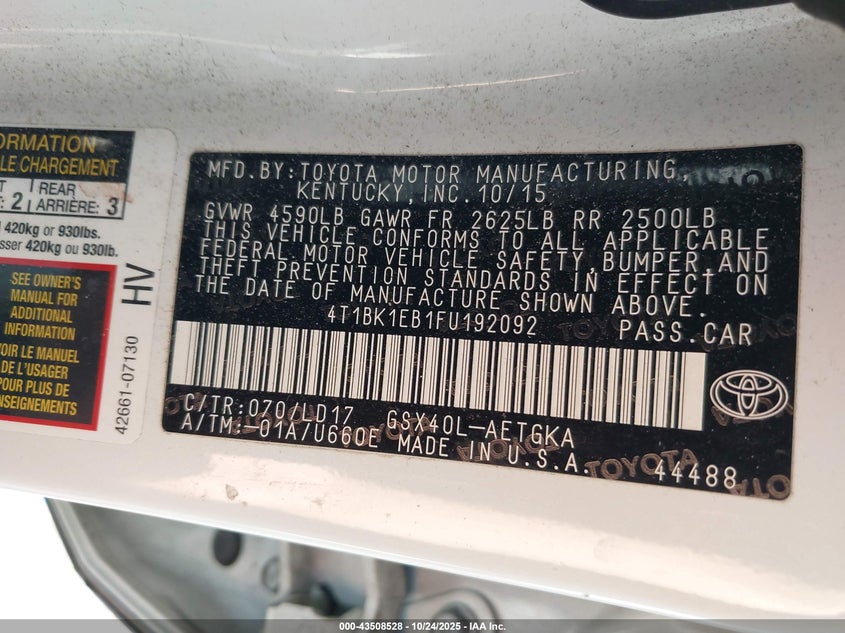 ORMATION
LE CHARGEMENT
REAR
: 2 ARRIÈRE: 3
420kg or 930lbs.
sser 420kg ou 930lb.
SEE OWNER'S
MANUAL FOR
ADDITIONAL
INFORMATION
OIR LE MANUEL
DE L'USAGER
POUR PLUS DE
NSEIGNEMENTS
HV
42661-07130
MFD.BY:TOYOTA MOTOR MANUFACTURING,
KENTUCKY,INC.10/15
GVWR 4590LB GAWR FR 2625LB RR 2500LB
THIS VEHICLE CONFORMS TO ALL APPLICABLE
FEDERAL MOTOR VEHICLE SAFETY,BUMPER,AND
THEFT PREVENTION STANDARDS IN EFFECT ON
THE DATE OF MANUFACTURE SHOWN ABOVE.
4T1BK1EB1FU192092 PASS.CAR
C/TR:070/LD17 GSX40L-AETGKA
A/TM:-01A/U660E MADE IN U.S.A.
TOYOTA
44488
000-43508528 - 10/24/2025 - IAA Inc.